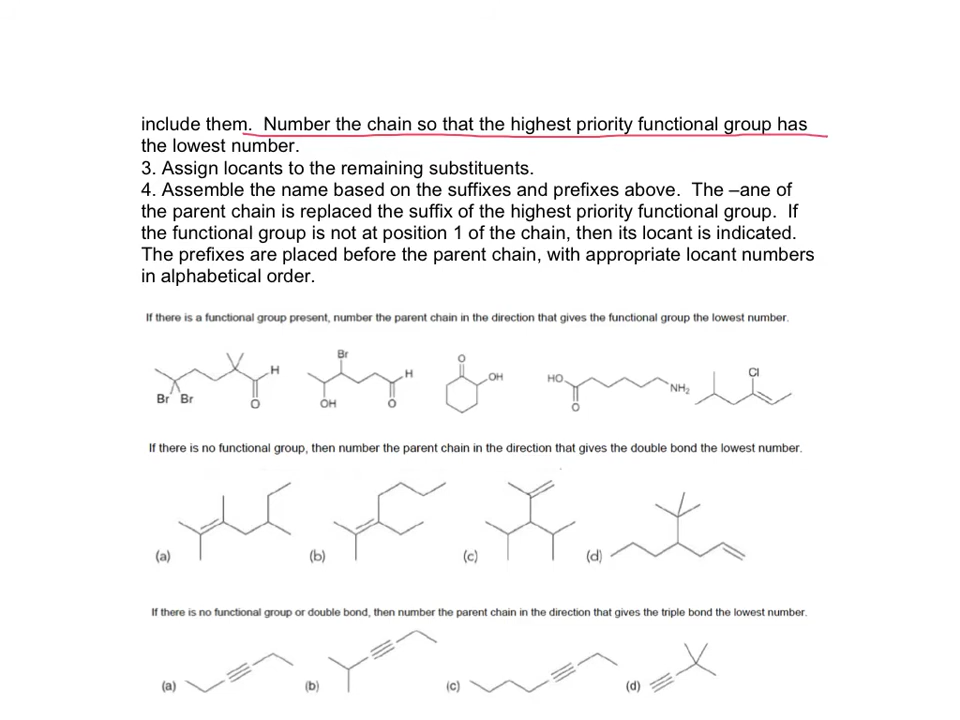 include them.  Number the chain so that the highest priority functional group has
the lowest number.
3. Assign locants to the remaining substituents.
4. Assemble the name based on the suffixes and prefixes above.  The –ane of
the parent chain is replaced the suffix of the highest priority functional group.  If
the functional group is not at position 1 of the chain, then its locant is indicated.
The prefixes are placed before the parent chain, with appropriate locant numbers
in alphabetical order.
If there is a functional group present, number the parent chain in the direction that gives the functional group the lowest number.
Br Br H O
Br OH H O
O OH
HO O NH2
Cl
If there is no functional group, then number the parent chain in the direction that gives the double bond the lowest number.
(a) (b) (c) (d)
If there is no functional group or double bond, then number the parent chain in the direction that gives the triple bond the lowest number.
(a) (b) (c) (d)